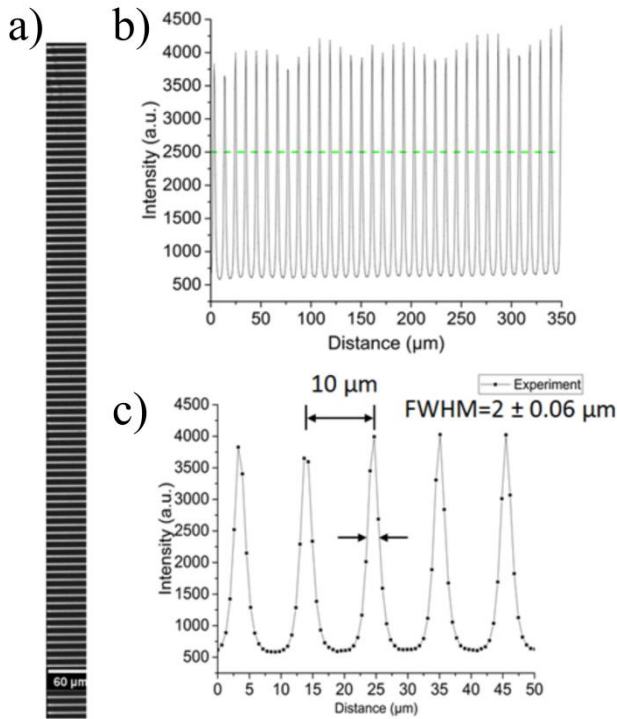 a)
60 µm
b)
Intensity (a.u.)
4500
4000
3500
3000
2500
2000
1500
1000
500
0 50 100 150 200 250 300 350
Distance (µm)
c)
10 µm
Experiment
FWHM=2 ± 0.06 µm
Intensity (a.u.)
4500
4000
3500
3000
2500
2000
1500
1000
500
0 5 10 15 20 25 30 35 40 45 50
Distance (µm)